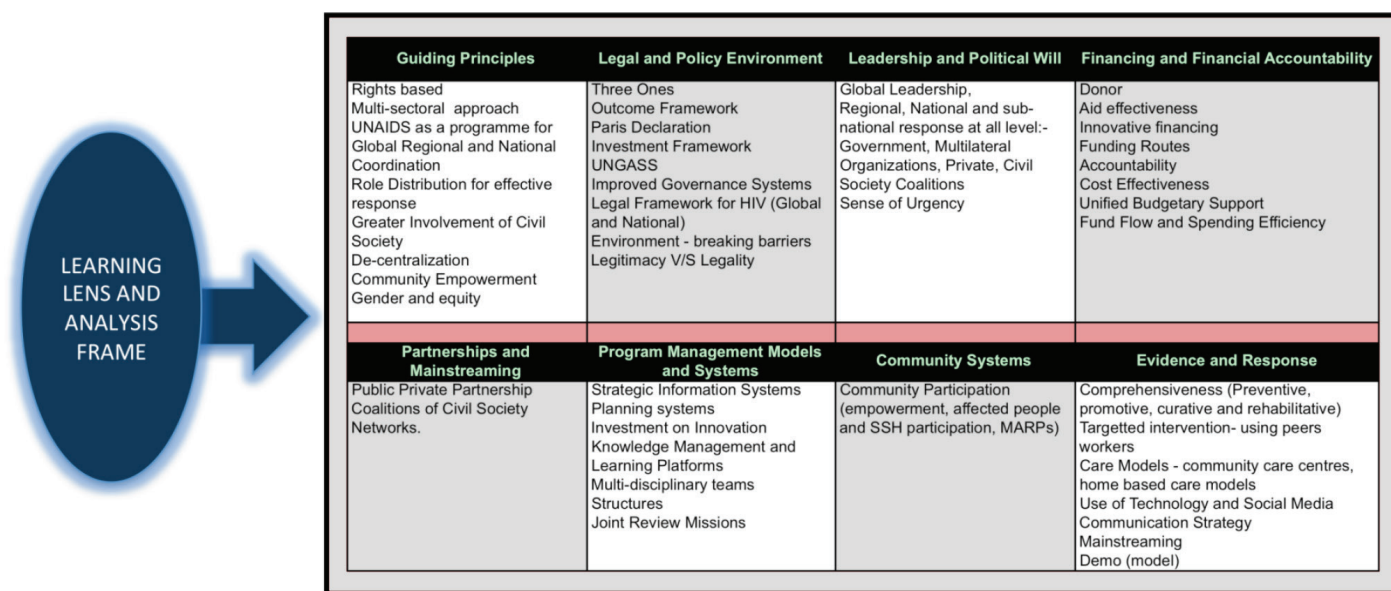 LEARNING
LENS AND
ANALYSIS
FRAME
Guiding Principles
Rights based
Multi-sectoral approach
UNAIDS as a programme for
Global Regional and National
Coordination
Role Distribution for effective
response
Greater Involvement of Civil
Society
De-centralization
Community Empowerment
Gender and equity
Legal and Policy Environment
Three Ones
Outcome Framework
Paris Declaration
Investment Framework
UNGASS
Improved Governance Systems
Legal Framework for HIV (Global
and National)
Environment - breaking barriers
Legitimacy V/S Legality
Leadership and Political Will
Global Leadership,
Regional, National and sub-
national response at all level:-
Government, Multilateral
Organizations, Private, Civil
Society Coalitions
Sense of Urgency
Financing and Financial Accountability
Donor
Aid effectiveness
Innovative financing
Funding Routes
Accountability
Cost Effectiveness
Unified Budgetary Support
Fund Flow and Spending Efficiency
Partnerships and
Mainstreaming
Public Private Partnership
Coalitions of Civil Society
Networks.
Program Management Models
and Systems
Strategic Information Systems
Planning systems
Investment on Innovation
Knowledge Management and
Learning Platforms
Multi-disciplinary teams
Structures
Joint Review Missions
Community Systems
Community Participation
(empowerment, affected people
and SSH participation, MARPs)
Evidence and Response
Comprehensiveness (Preventive,
promotive, curative and rehabilitative)
Targetted intervention- using peers
workers
Care Models - community care centres,
home based care models
Use of Technology and Social Media
Communication Strategy
Mainstreaming
Demo (model)